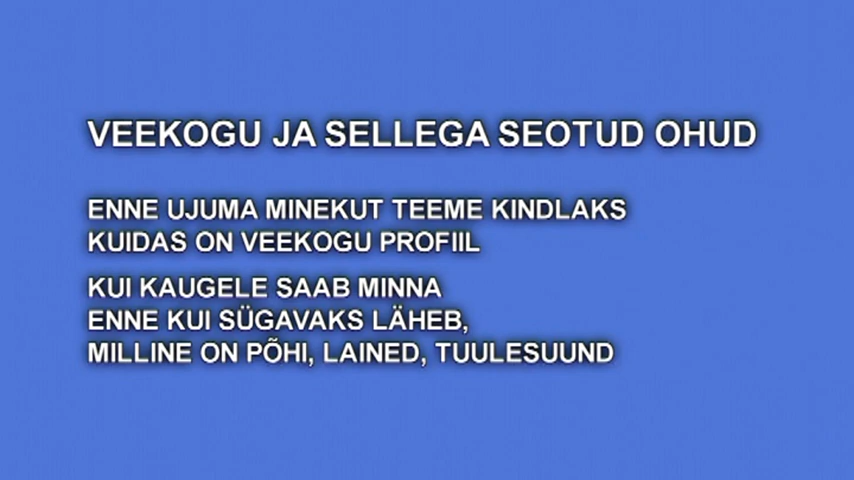 VEEKOGU JA SELLEGA SEOTUD OHUD
ENNE UJUMA MINEKUT TEEME KINDLAKS
KUIDAS ON VEEKOGU PROFIIL
KUI KAUGELE SAAB MINNA
ENNE KUI SÜGAVAKS LÄHEB,
MILLINE ON PÕHI, LAINED, TUULESUUND